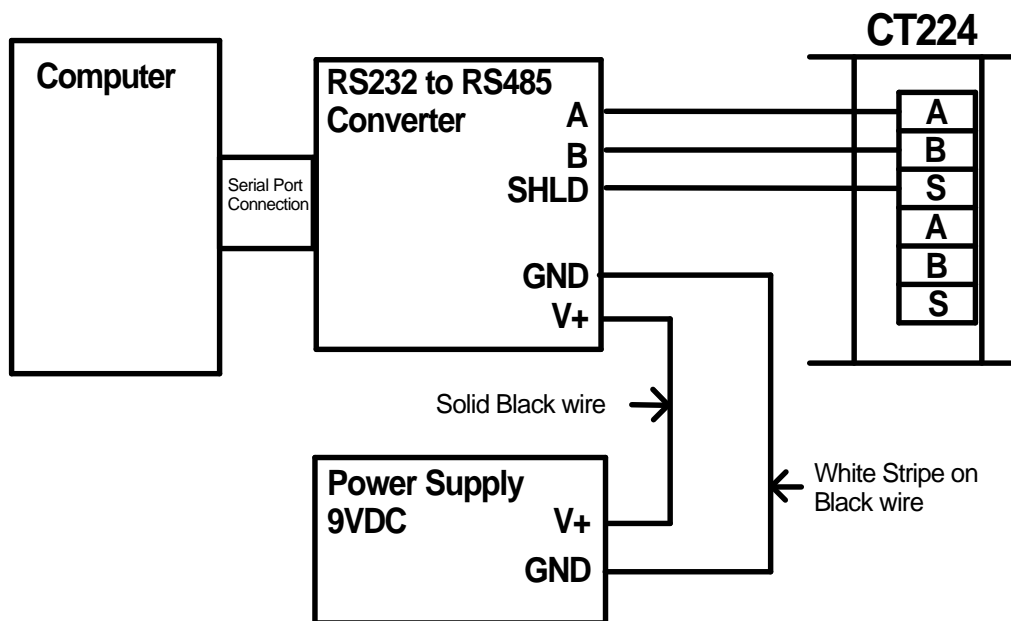 CT224
Computer
RS232 to RS485
Converter
A
B
SHLD
GND
V+
Serial Port
Connection
A
B
S
A
B
S
Solid Black wire
White Stripe on
Black wire
Power Supply
9VDC
V+
GND